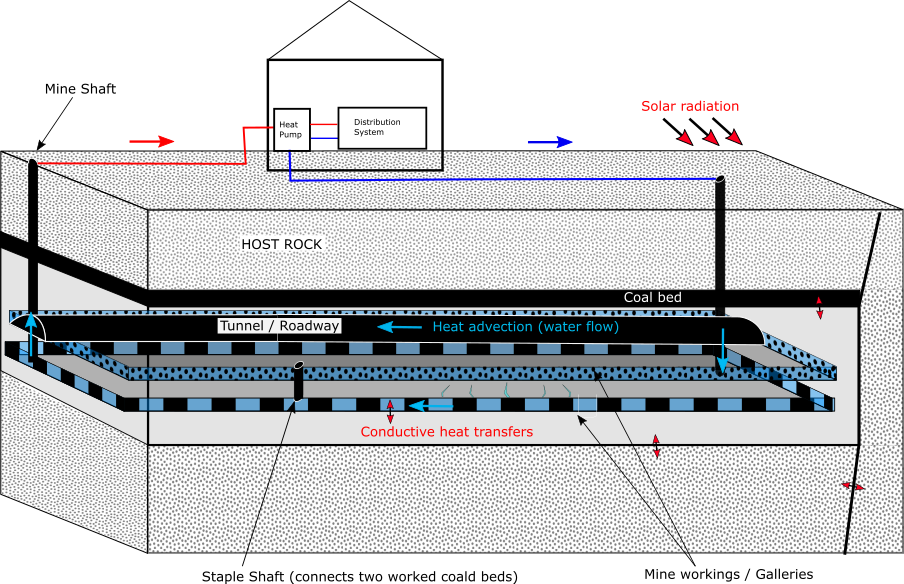 Mine Shaft
Solar radiation
Heat
Pump
Distribution
System
HOST ROCK
Coal bed
Tunnel / Roadway
Heat advection (water flow)
Conductive heat transfers
Staple Shaft (connects two worked coald beds)
Mine workings / Galleries